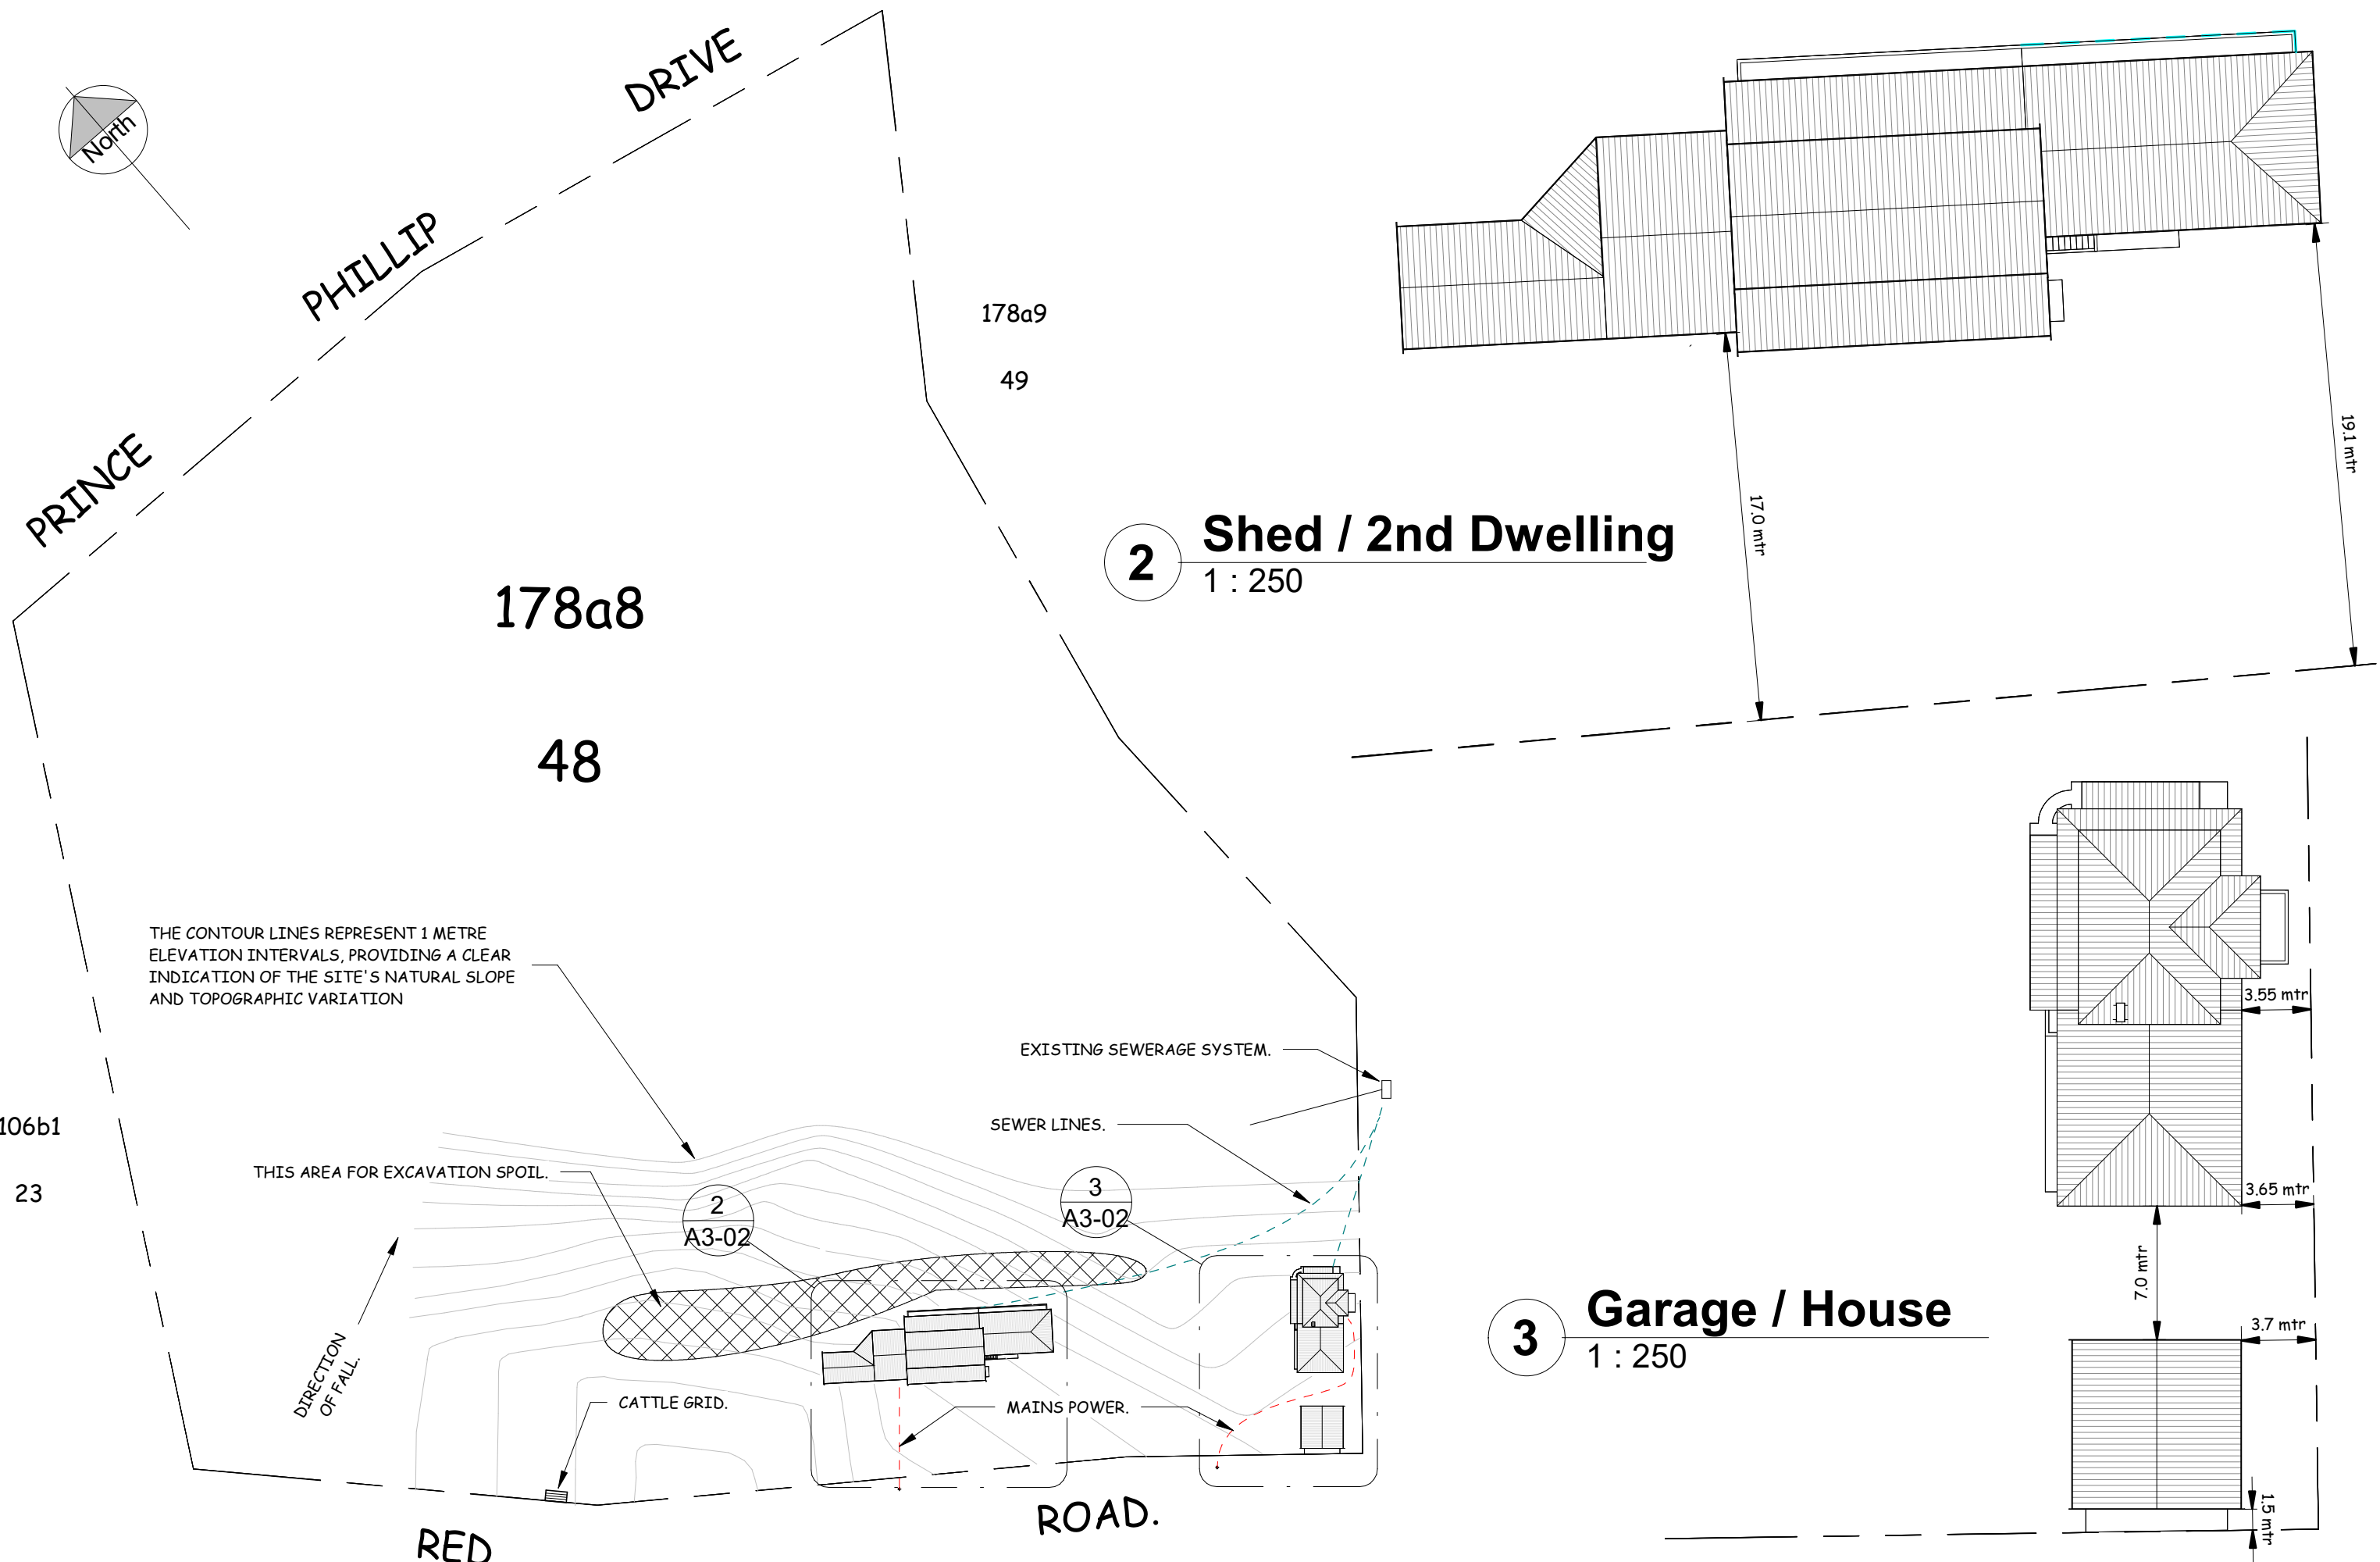 North
PRINCE
PHILLIP
DRIVE
178a9
49
178a8
48
19.1 mtr
17.0 mtr
2
Shed / 2nd Dwelling
1 : 250
THE CONTOUR LINES REPRESENT 1 METRE
ELEVATION INTERVALS, PROVIDING A CLEAR
INDICATION OF THE SITE'S NATURAL SLOPE
AND TOPOGRAPHIC VARIATION
EXISTING SEWERAGE SYSTEM.
SEWER LINES.
106b1
23
THIS AREA FOR EXCAVATION SPOIL.
2
A3-02
3
A3-02
DIRECTION
OF FALL.
CATTLE GRID.
MAINS POWER.
RED
ROAD.
3.55 mtr
3.65 mtr
7.0 mtr
3.7 mtr
1.5 mtr
3
Garage / House
1 : 250